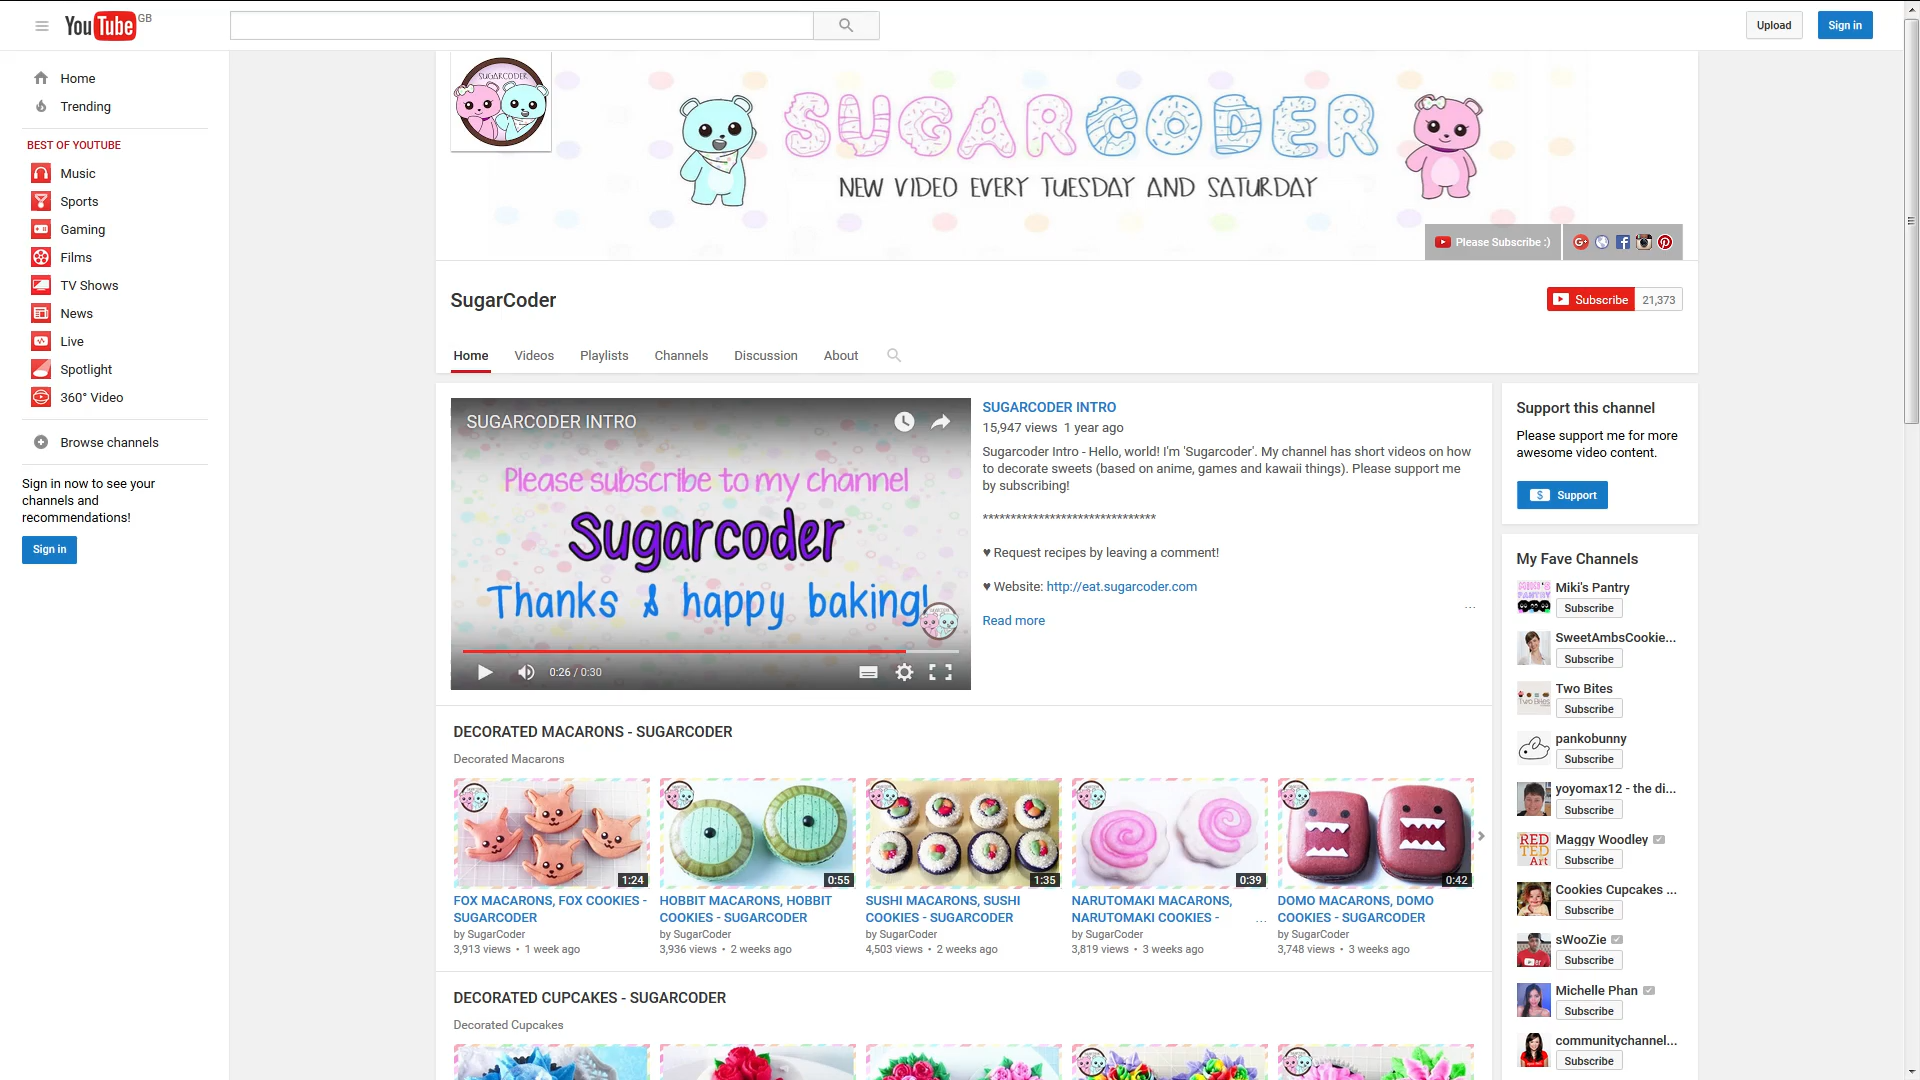 YouTube GB
Upload
Sign in
Home
Trending
BEST OF YOUTUBE
Music
Sports
Gaming
Films
TV Shows
News
Live
Spotlight
360° Video
Browse channels
Sign in now to see your
channels and
recommendations!
Sign in
SUGARCODER
SUGARCODER
NEW VIDEO EVERY TUESDAY AND SATURDAY
Please Subscribe :)
SugarCoder
Subscribe 21,373
Home Videos Playlists Channels Discussion About
SUGARCODER INTRO
Please subscribe to my channel
Sugarcoder
Thanks & happy baking!
0:26 / 0:30
SUGARCODER INTRO
15,947 views 1 year ago
Sugarcoder Intro - Hello, world! I'm 'Sugarcoder'. My channel has short videos on how
to decorate sweets (based on anime, games and kawaii things). Please support me
by subscribing!
*******************************
♥ Request recipes by leaving a comment!
♥ Website: http://eat.sugarcoder.com
...
Read more
DECORATED MACARONS - SUGARCODER
Decorated Macarons
1:24
FOX MACARONS, FOX COOKIES -
SUGARCODER
by SugarCoder
3,913 views • 1 week ago
0:55
HOBBIT MACARONS, HOBBIT
COOKIES - SUGARCODER
by SugarCoder
3,936 views • 2 weeks ago
1:35
SUSHI MACARONS, SUSHI
COOKIES - SUGARCODER
by SugarCoder
4,503 views • 2 weeks ago
0:39
NARUTOMAKI MACARONS,
NARUTOMAKI COOKIES - ...
by SugarCoder
3,819 views • 3 weeks ago
0:42
DOMO MACARONS, DOMO
COOKIES - SUGARCODER
by SugarCoder
3,748 views • 3 weeks ago
DECORATED CUPCAKES - SUGARCODER
Decorated Cupcakes
Support this channel
Please support me for more
awesome video content.
$ Support
My Fave Channels
MIKI'S
PANTRY
Miki's Pantry
Subscribe
SweetAmbsCookie...
Subscribe
Two Bites
Two Bites
Subscribe
pankobunny
Subscribe
yoyomax12 - the di...
Subscribe
RED
TED
Art
Maggy Woodley
Subscribe
Cookies Cupcakes ...
Subscribe
sWooZie
Subscribe
Michelle Phan
Subscribe
communitychannel...
Subscribe